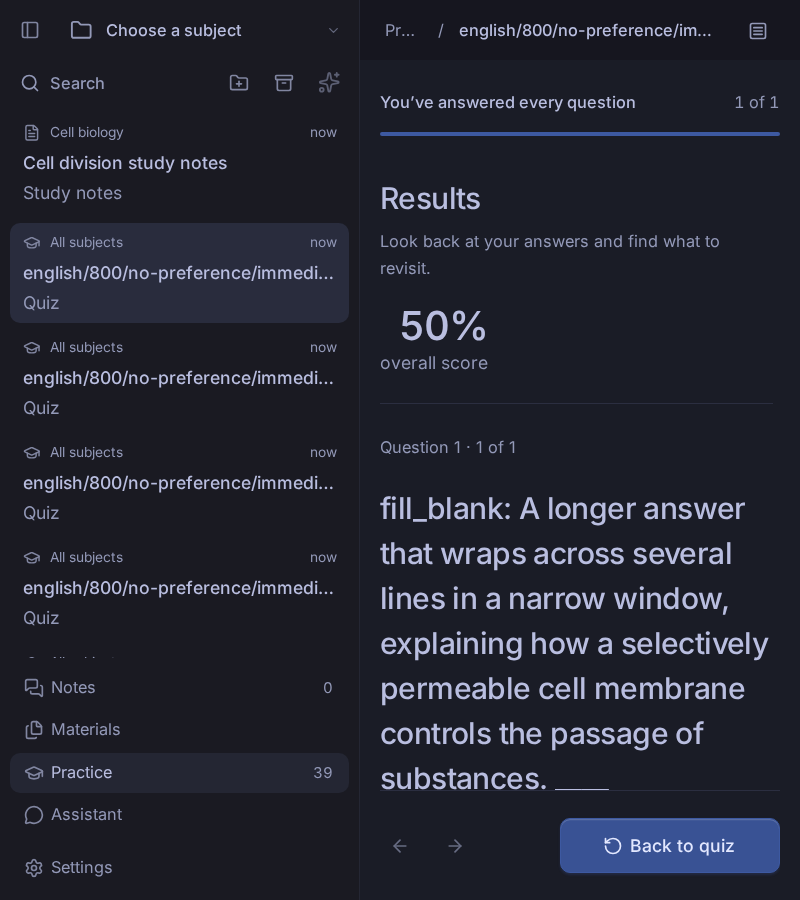 Choose a subject
Search
Cell biology now
Cell division study notes
Study notes
All subjects now
english/800/no-preference/immedi...
Quiz
All subjects now
english/800/no-preference/immedi...
Quiz
All subjects now
english/800/no-preference/immedi...
Quiz
All subjects now
english/800/no-preference/immedi...
Quiz
Notes 0
Materials
Practice 39
Assistant
Settings
Pr... / english/800/no-preference/im...
You’ve answered every question 1 of 1
Results
Look back at your answers and find what to
revisit.
50%
overall score
Question 1 · 1 of 1
fill_blank: A longer answer
that wraps across several
lines in a narrow window,
explaining how a selectively
permeable cell membrane
controls the passage of
substances. ____
Back to quiz